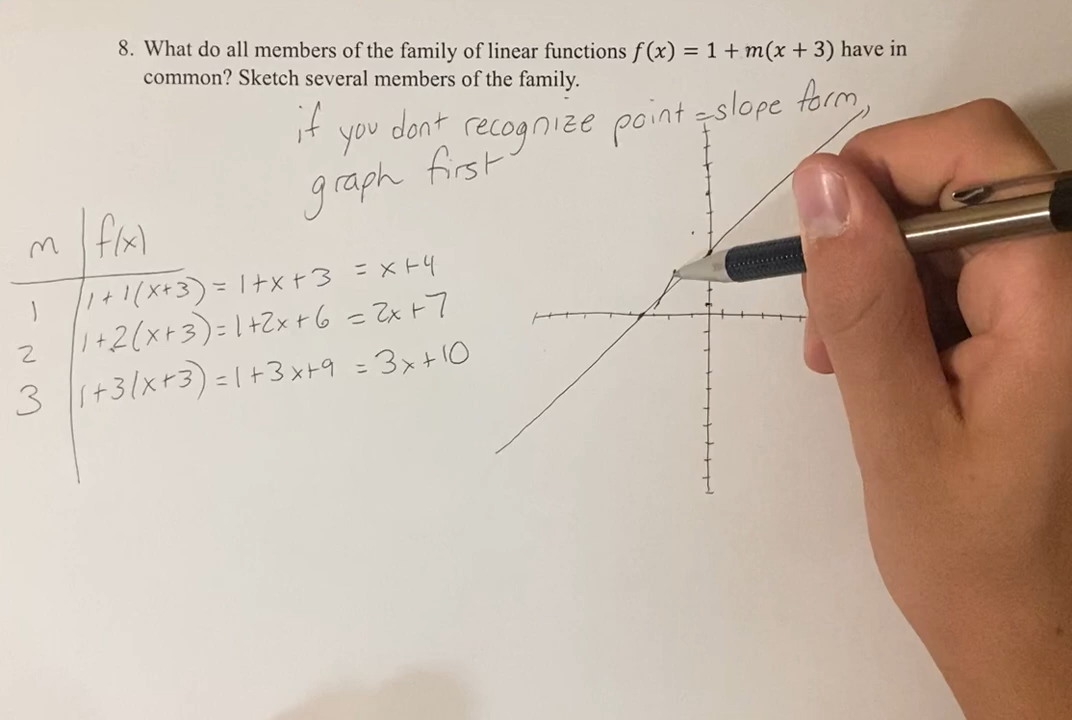 8. What do all members of the family of linear functions f(x) = 1 + m(x + 3) have in
common? Sketch several members of the family.
if you dont recognize point-slope form,
graph first
m f(x)
1 1+1(x+3) = 1+x+3 = x+4
2 1+2(x+3) = 1+2x+6 = 2x+7
3 1+3(x+3) = 1+3x+9 = 3x+10